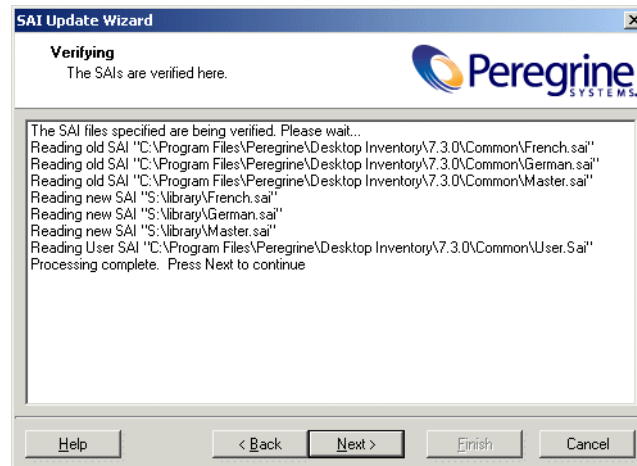 SAI Update Wizard
Verifying
The SAIs are verified here.
Peregrine
SYSTEMS
The SAI files specified are being verified. Please wait...
Reading old SAI "C:\Program Files\Peregrine\Desktop Inventory\7.3.0\Common\French.sai"
Reading old SAI "C:\Program Files\Peregrine\Desktop Inventory\7.3.0\Common\German.sai"
Reading old SAI "C:\Program Files\Peregrine\Desktop Inventory\7.3.0\Common\Master.sai"
Reading new SAI "S:\library\French.sai"
Reading new SAI "S:\library\German.sai"
Reading new SAI "S:\library\Master.sai"
Reading User SAI "C:\Program Files\Peregrine\Desktop Inventory\7.3.0\Common\User.Sai"
Processing complete.  Press Next to continue
Help
< Back
Next >
Finish
Cancel